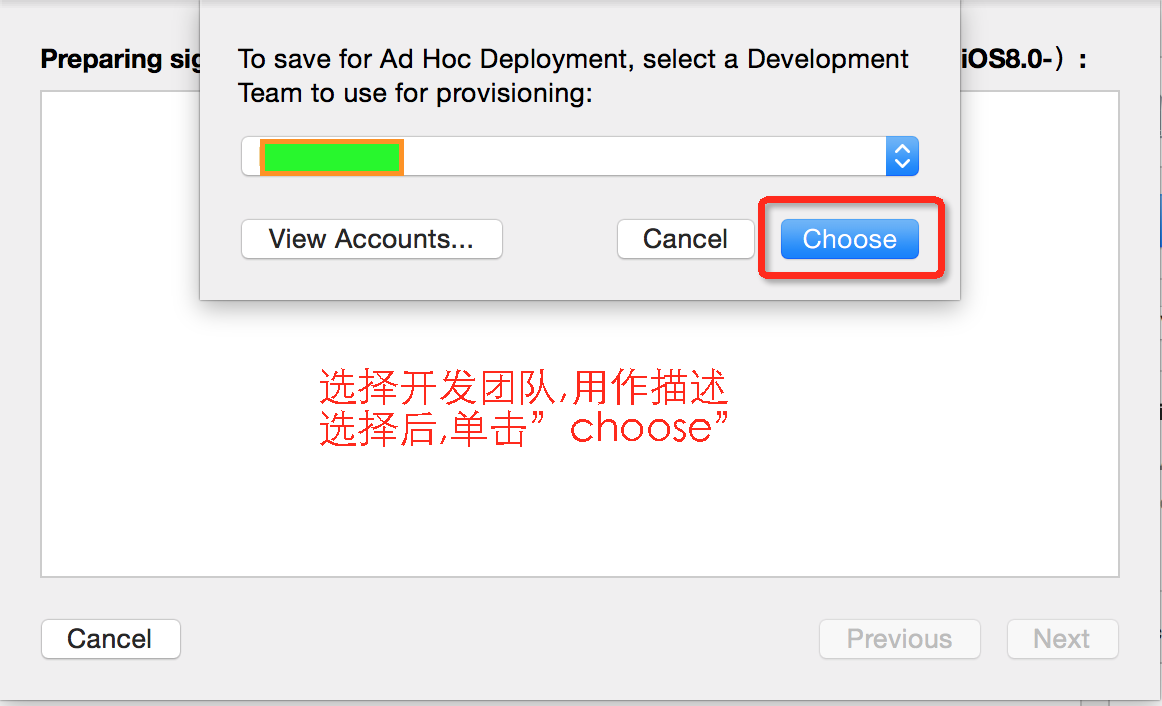 To save for Ad Hoc Deployment, select a Development
Team to use for provisioning:
Preparing sig
iOS8.0-）：
View Accounts...
Cancel
Choose
选择开发团队,用作描述
选择后,单击”choose”
Cancel
Previous
Next